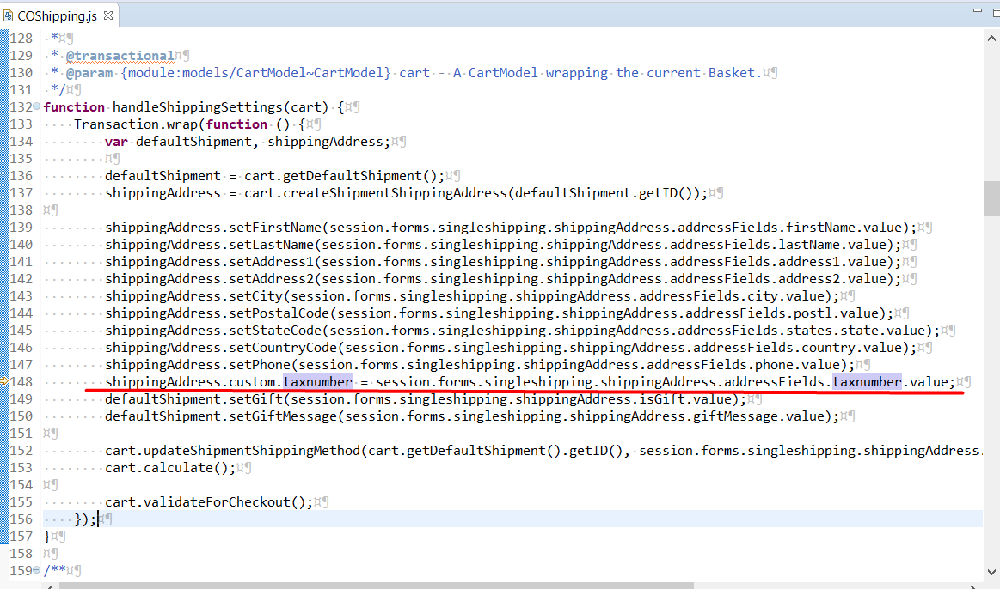 COShipping.js
128 *
129 * @transactional
130 * @param {module:models/CartModel~CartModel} cart - A CartModel wrapping the current Basket.
131 */
132 function handleShippingSettings(cart) {
133 Transaction.wrap(function () {
134 var defaultShipment, shippingAddress;
135
136 defaultShipment = cart.getDefaultShipment();
137 shippingAddress = cart.createShipmentShippingAddress(defaultShipment.getID());
138
139 shippingAddress.setFirstName(session.forms.singleshipping.shippingAddress.addressFields.firstName.value);
140 shippingAddress.setLastName(session.forms.singleshipping.shippingAddress.addressFields.lastName.value);
141 shippingAddress.setAddress1(session.forms.singleshipping.shippingAddress.addressFields.address1.value);
142 shippingAddress.setAddress2(session.forms.singleshipping.shippingAddress.addressFields.address2.value);
143 shippingAddress.setCity(session.forms.singleshipping.shippingAddress.addressFields.city.value);
144 shippingAddress.setPostalCode(session.forms.singleshipping.shippingAddress.addressFields.postl.value);
145 shippingAddress.setStateCode(session.forms.singleshipping.shippingAddress.addressFields.states.state.value);
146 shippingAddress.setCountryCode(session.forms.singleshipping.shippingAddress.addressFields.country.value);
147 shippingAddress.setPhone(session.forms.singleshipping.shippingAddress.addressFields.phone.value);
148 shippingAddress.custom.taxnumber = session.forms.singleshipping.shippingAddress.addressFields.taxnumber.value;
149 defaultShipment.setGift(session.forms.singleshipping.shippingAddress.isGift.value);
150 defaultShipment.setGiftMessage(session.forms.singleshipping.shippingAddress.giftMessage.value);
151
152 cart.updateShipmentShippingMethod(cart.getDefaultShipment().getID(), session.forms.singleshipping.shippingAddress.
153 cart.calculate();
154
155 cart.validateForCheckout();
156 });
157 }
158
159 /**